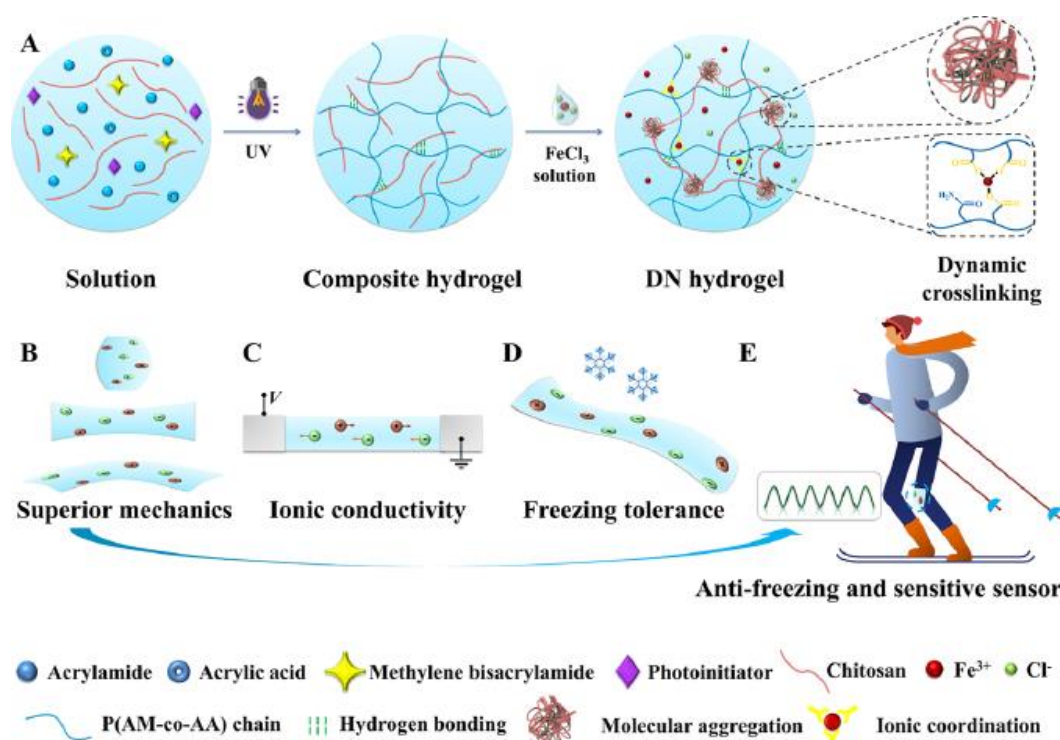 A
UV
FeCl3
solution
H2N
O
O
O
O
O
Solution
Composite hydrogel
DN hydrogel
Dynamic
crosslinking
B
C
D
E
V
Superior mechanics
Ionic conductivity
Freezing tolerance
Anti-freezing and sensitive sensor
Acrylamide
Acrylic acid
Methylene bisacrylamide
Photoinitiator
Chitosan
Fe3+
Cl-
P(AM-co-AA) chain
Hydrogen bonding
Molecular aggregation
Ionic coordination